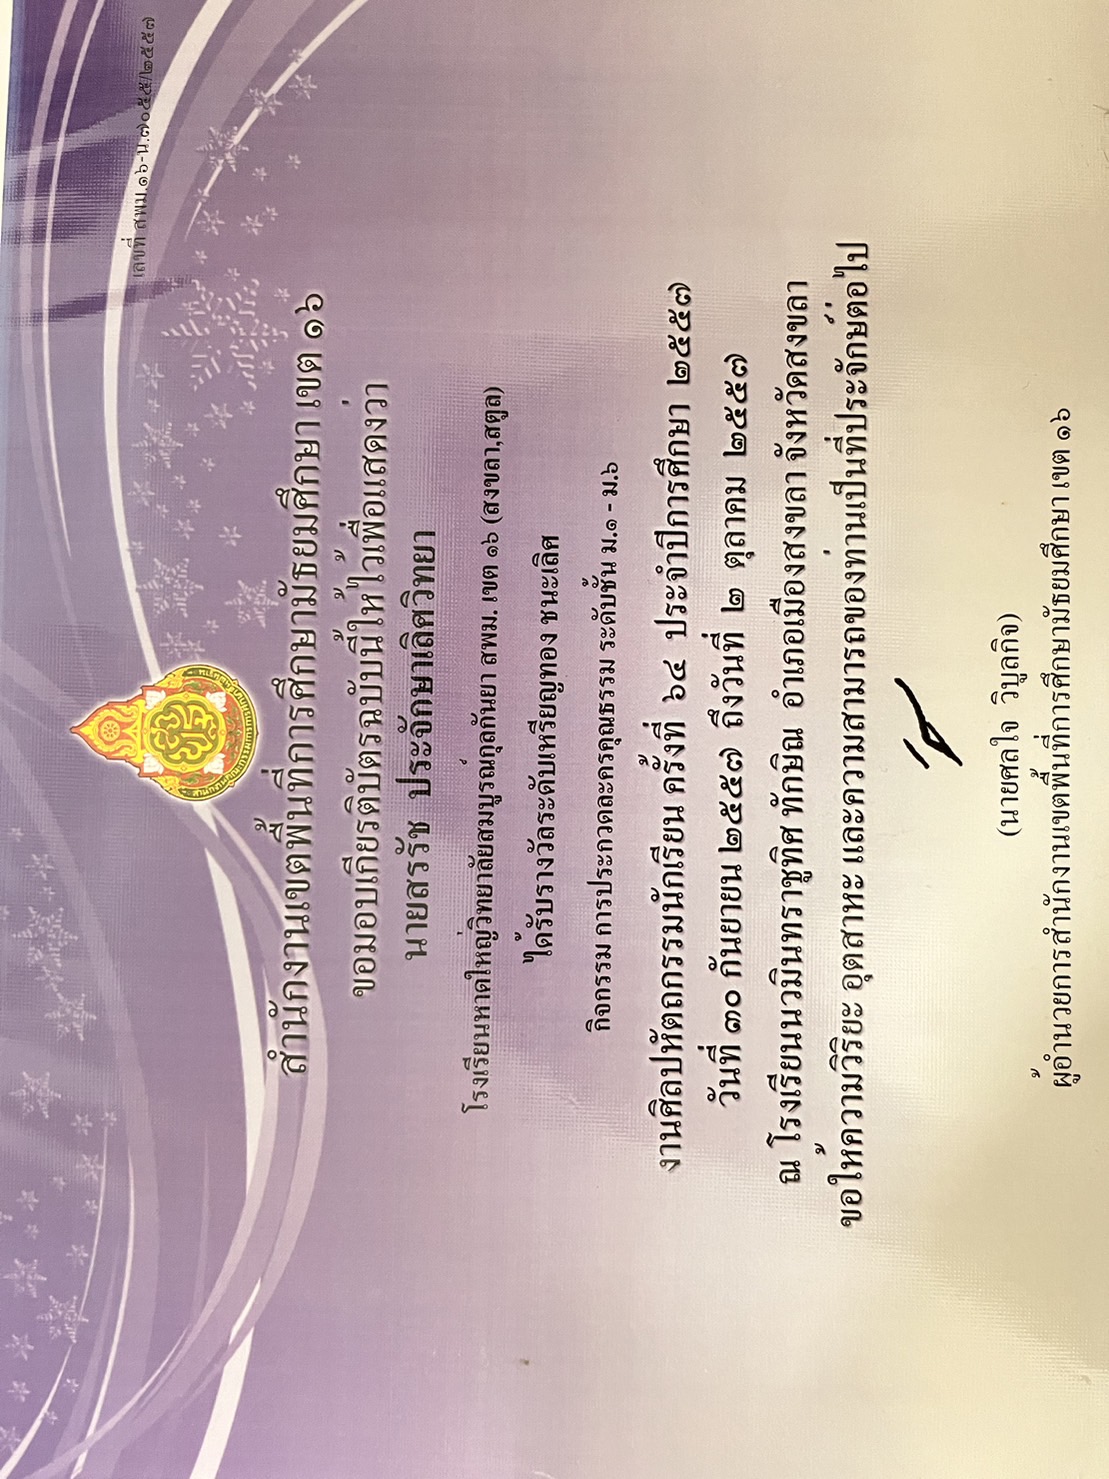 เลขที่ สพม.๑๖-น.๗๐๕๕/๒๕๕๗
สำนักงานเขตพื้นที่การศึกษามัธยมศึกษา เขต ๑๖
ขอมอบเกียรติบัตรฉบับนี้ให้ไว้เพื่อแสดงว่า
นายสรรัช ประจักษาเลิศวิทยา
โรงเรียนหาดใหญ่วิทยาลัยสมบูรณ์กุลกันยา สพม. เขต ๑๖ (สงขลา,สตูล)
ได้รับรางวัลระดับเหรียญทอง ชนะเลิศ
กิจกรรม การประกวดละครคุณธรรม ระดับชั้น ม.๑ - ม.๖
งานศิลปหัตถกรรมนักเรียน ครั้งที่ ๖๔ ประจำปีการศึกษา ๒๕๕๗
วันที่ ๓๐ กันยายน ๒๕๕๗ ถึงวันที่ ๒ ตุลาคม ๒๕๕๗
ณ โรงเรียนนวมินทราชูทิศ ทักษิณ อำเภอเมืองสงขลา จังหวัดสงขลา
ขอให้ความวิริยะ อุตสาหะ และความสามารถของท่านเป็นที่ประจักษ์ต่อไป
(นายศลใจ วิบูลกิจ)
ผู้อำนวยการสำนักงานเขตพื้นที่การศึกษามัธยมศึกษา เขต ๑๖